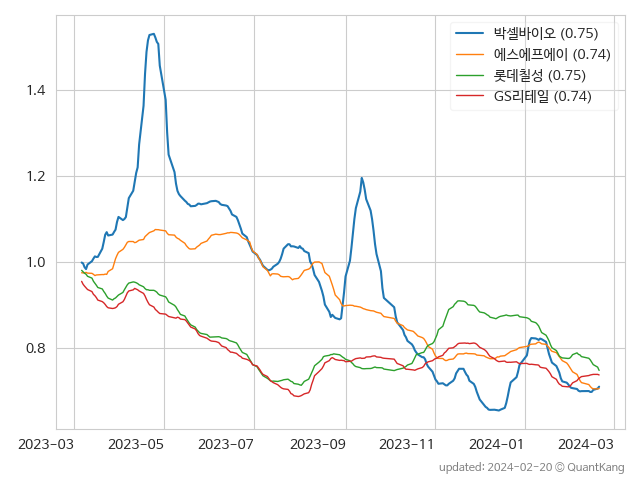 박셀바이오 (0.75)
에스에프에이 (0.74)
롯데칠성 (0.75)
GS리테일 (0.74)
1.4
1.2
1.0
0.8
2023-03 2023-05 2023-07 2023-09 2023-11 2024-01 2024-03
updated: 2024-02-20 © QuantKang